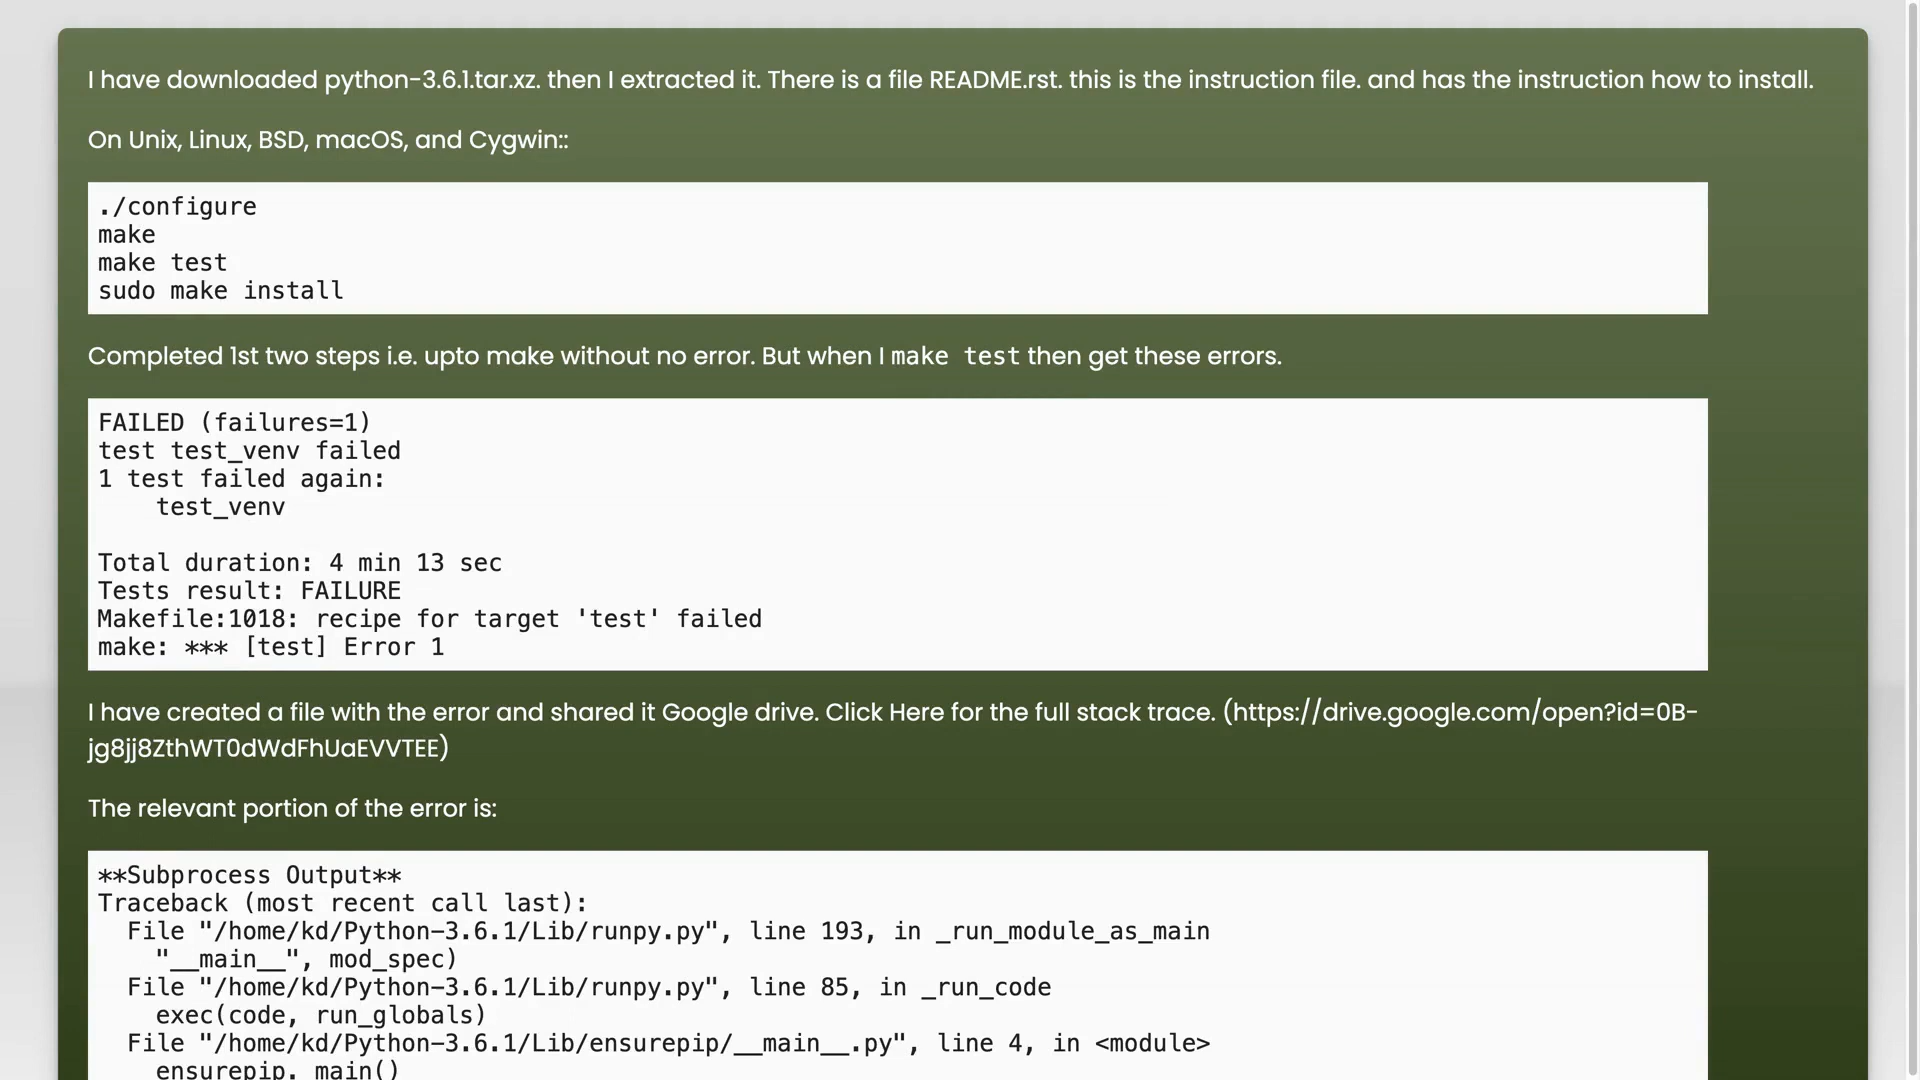 I have downloaded python-3.6.1.tar.xz. then I extracted it. There is a file README.rst. this is the instruction file. and has the instruction how to install.
On Unix, Linux, BSD, macOS, and Cygwin::
./configure
make
make test
sudo make install
Completed 1st two steps i.e. upto make without no error. But when I make test then get these errors.
FAILED (failures=1)
test test_venv failed
1 test failed again:
    test_venv
Total duration: 4 min 13 sec
Tests result: FAILURE
Makefile:1018: recipe for target 'test' failed
make: *** [test] Error 1
I have created a file with the error and shared it Google drive. Click Here for the full stack trace. (https://drive.google.com/open?id=0B-
jg8jj8ZthWT0dWdFhUaEVVTEE)
The relevant portion of the error is:
**Subprocess Output**
Traceback (most recent call last):
  File "/home/kd/Python-3.6.1/Lib/runpy.py", line 193, in _run_module_as_main
    "__main__", mod_spec)
  File "/home/kd/Python-3.6.1/Lib/runpy.py", line 85, in _run_code
    exec(code, run_globals)
  File "/home/kd/Python-3.6.1/Lib/ensurepip/__main__.py", line 4, in <module>
    ensurepip._main()